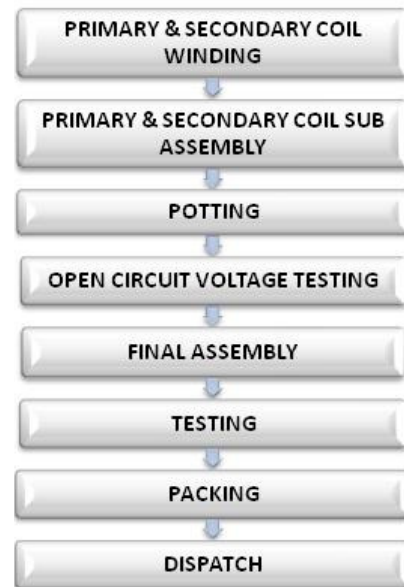 PRIMARY & SECONDARY COIL
WINDING
PRIMARY & SECONDARY COIL SUB
ASSEMBLY
POTTING
OPEN CIRCUIT VOLTAGE TESTING
FINAL ASSEMBLY
TESTING
PACKING
DISPATCH